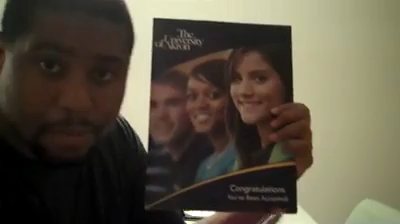 The
University
of Akron
Congratulations
You've Been Accepted!